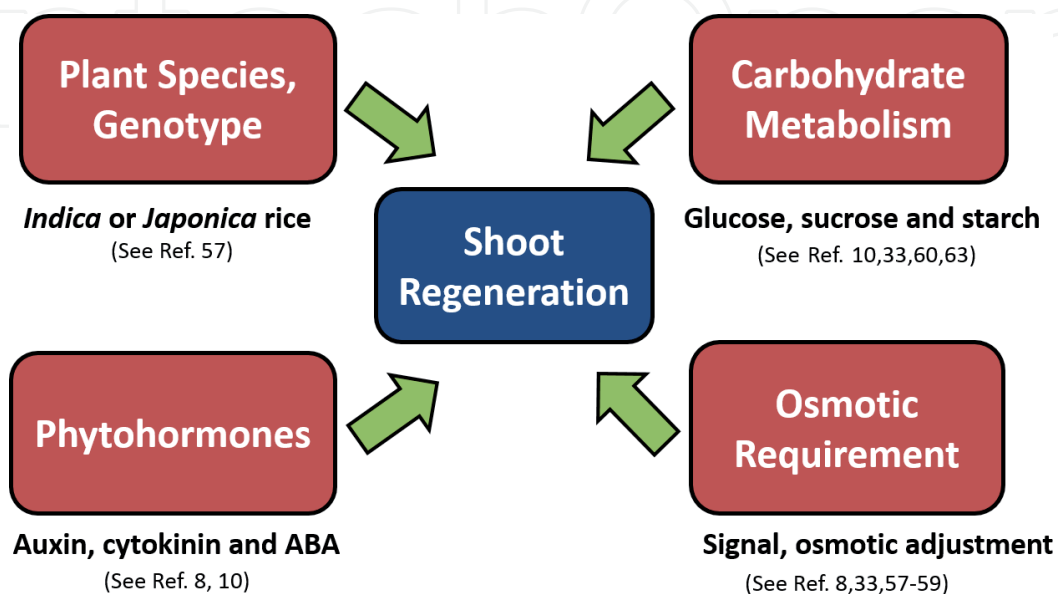 Plant Species,
Genotype
Indica or Japonica rice
(See Ref. 57)
Carbohydrate
Metabolism
Glucose, sucrose and starch
(See Ref. 10,33,60,63)
Shoot
Regeneration
Phytohormones
Auxin, cytokinin and ABA
(See Ref. 8, 10)
Osmotic
Requirement
Signal, osmotic adjustment
(See Ref. 8,33,57-59)